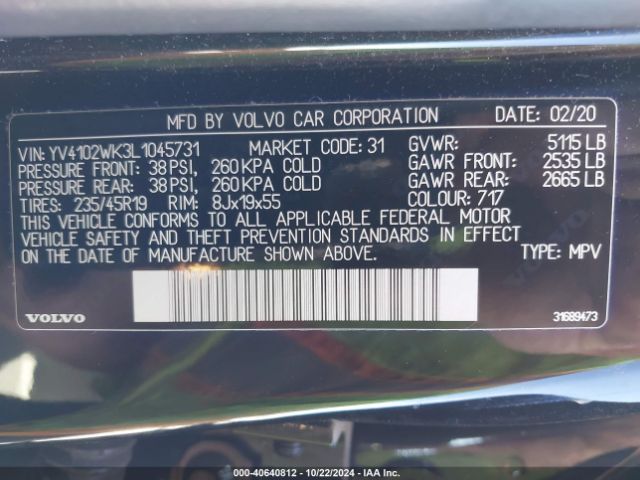 MFD BY VOLVO CAR CORPORATION DATE: 02/20
VIN: YV4102WK3L1045731 MARKET CODE: 31 GVWR: 5115 LB
PRESSURE FRONT: 38 PSI, 260 KPA COLD GAWR FRONT: 2535 LB
PRESSURE REAR: 38 PSI, 260 KPA COLD GAWR REAR: 2665 LB
TIRES: 235/45R19 RIM: 8Jx19x55 COLOUR: 717
THIS VEHICLE CONFORMS TO ALL APPLICABLE FEDERAL MOTOR
VEHICLE SAFETY AND THEFT PREVENTION STANDARDS IN EFFECT
ON THE DATE OF MANUFACTURE SHOWN ABOVE. TYPE: MPV
VOLVO 31689473
000-40640812 - 10/22/2024 - IAA Inc.